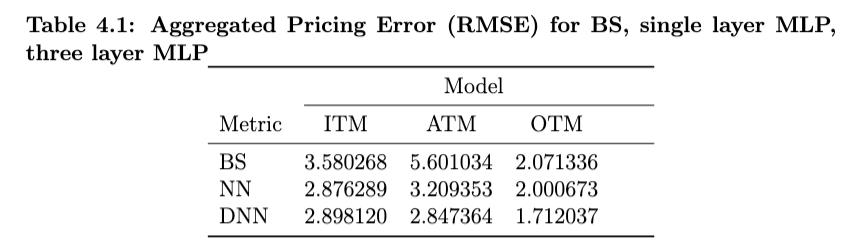 Table 4.1: Aggregated Pricing Error (RMSE) for BS, single layer MLP,
three layer MLP
Model
Metric ITM ATM OTM
BS 3.580268 5.601034 2.071336
NN 2.876289 3.209353 2.000673
DNN 2.898120 2.847364 1.712037